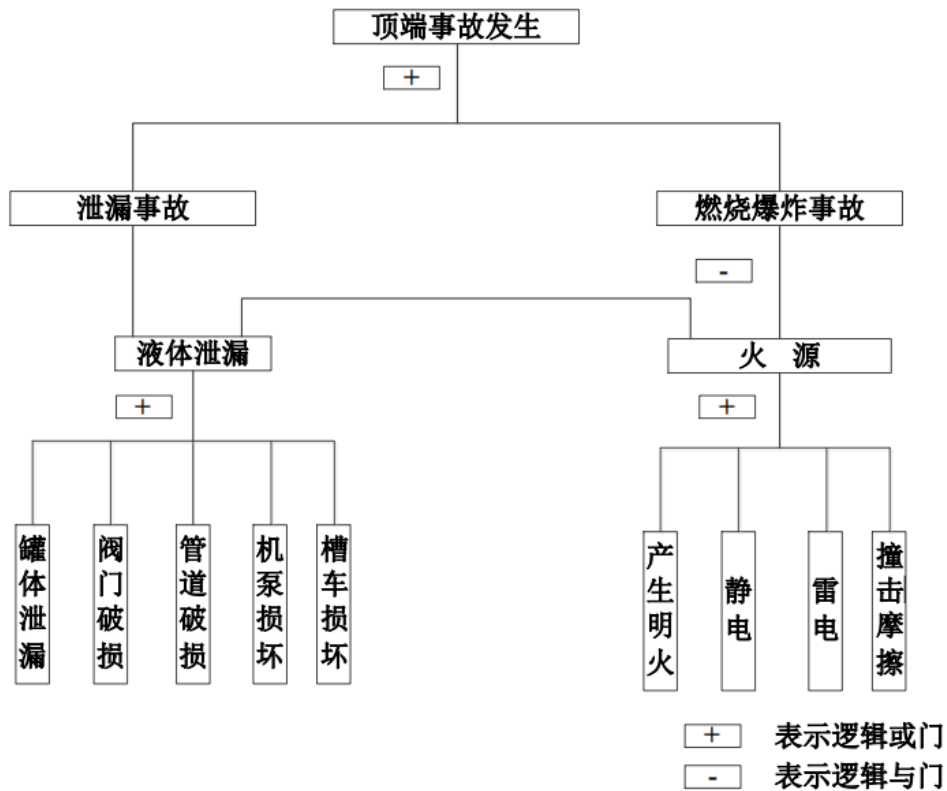 顶端事故发生
+
泄漏事故
燃烧爆炸事故
-
液体泄漏
火 源
+
+
罐体泄漏
阀门破损
管道破损
机泵损坏
槽车损坏
产生明火
静电
雷电
撞击摩擦
+ 表示逻辑或门
- 表示逻辑与门